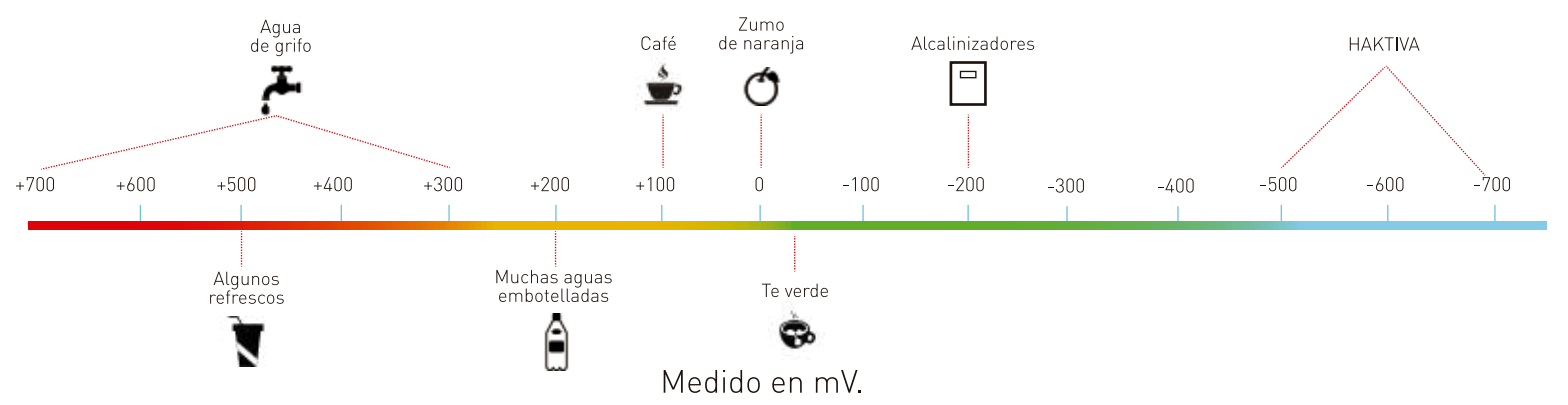 Agua
de grifo
Café
Zumo
de naranja
Alcalinizadores
HAKTIVA
+700 +600 +500 +400 +300 +200 +100 0 -100 -200 -300 -400 -500 -600 -700
Algunos
refrescos
Muchas aguas
embotelladas
Te verde
Medido en mV.